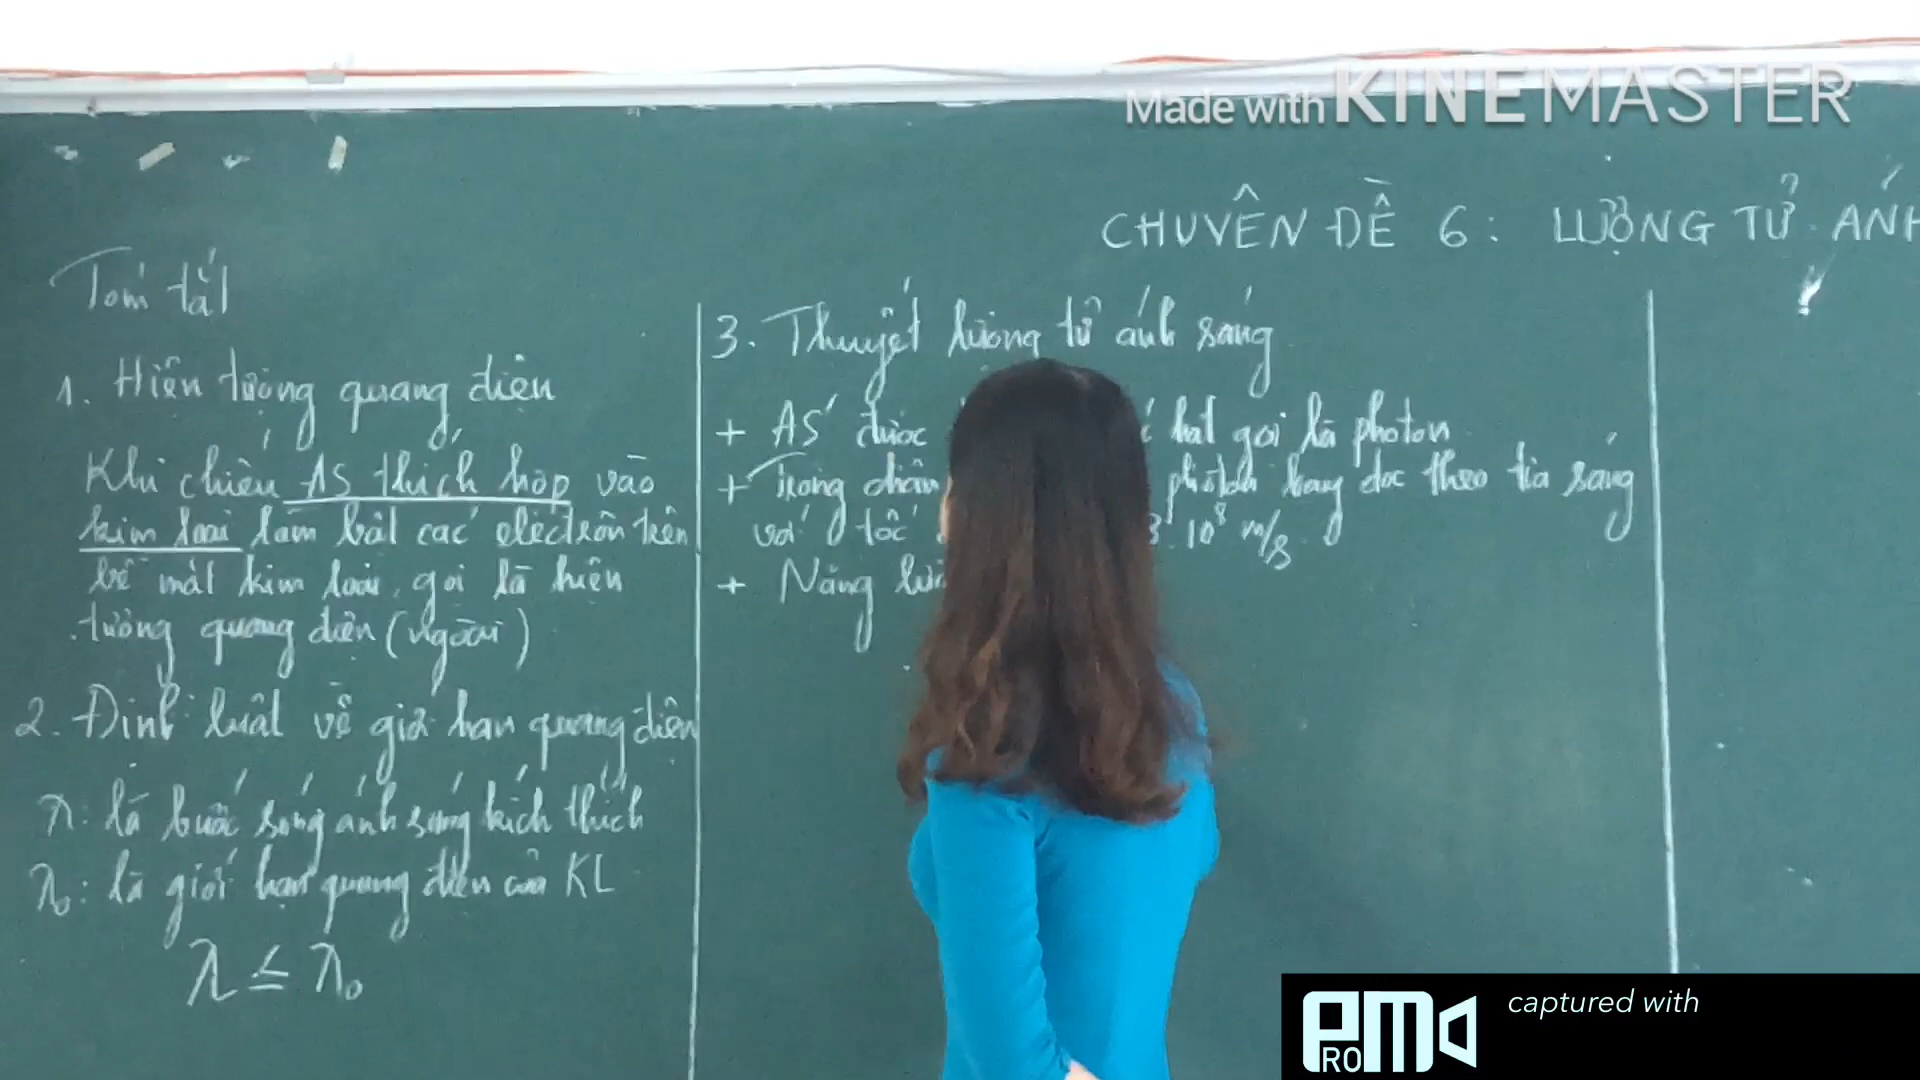 Made with KINEMASTER
CHUYÊN ĐỀ 6: LƯỢNG TỬ ÁNH
Tóm tắt
1. Hiện tượng quang điện
Khi chiếu AS thích hợp vào
kim loại làm bật các electron trên
bề mặt kim loại, gọi là hiện
tượng quang điện (ngoài)
2. Định luật về giới hạn quang điện
λ: là bước sóng ánh sáng kích thích
λ₀: là giới hạn quang điện của KL
λ ≤ λ₀
3. Thuyết lượng tử ánh sáng
+ AS được hạt gọi là photon
+ Trong chân photon bay dọc theo tia sáng
với tốc 3.10⁸ m/s.
+ Năng
PROMO captured with